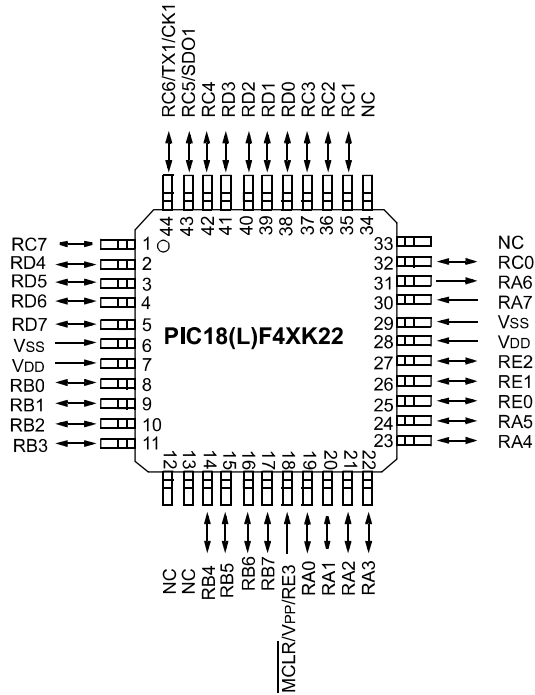 RC6/TX1/CK1
RC5/SDO1
RC4
RD3
RD2
RD1
RD0
RC3
RC2
RC1
NC
44
43
42
41
40
39
38
37
36
35
34
RC7 1
RD4 2
RD5 3
RD6 4
RD7 5
VSS 6
VDD 7
RB0 8
RB1 9
RB2 10
RB3 11
PIC18(L)F4XK22
33 NC
32 RC0
31 RA6
30 RA7
29 VSS
28 VDD
27 RE2
26 RE1
25 RE0
24 RA5
23 RA4
12
13
14
15
16
17
18
19
20
21
22
NC
NC
RB4
RB5
RB6
RB7
MCLR/VPP/RE3
RA0
RA1
RA2
RA3